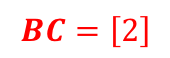 BC = [2]